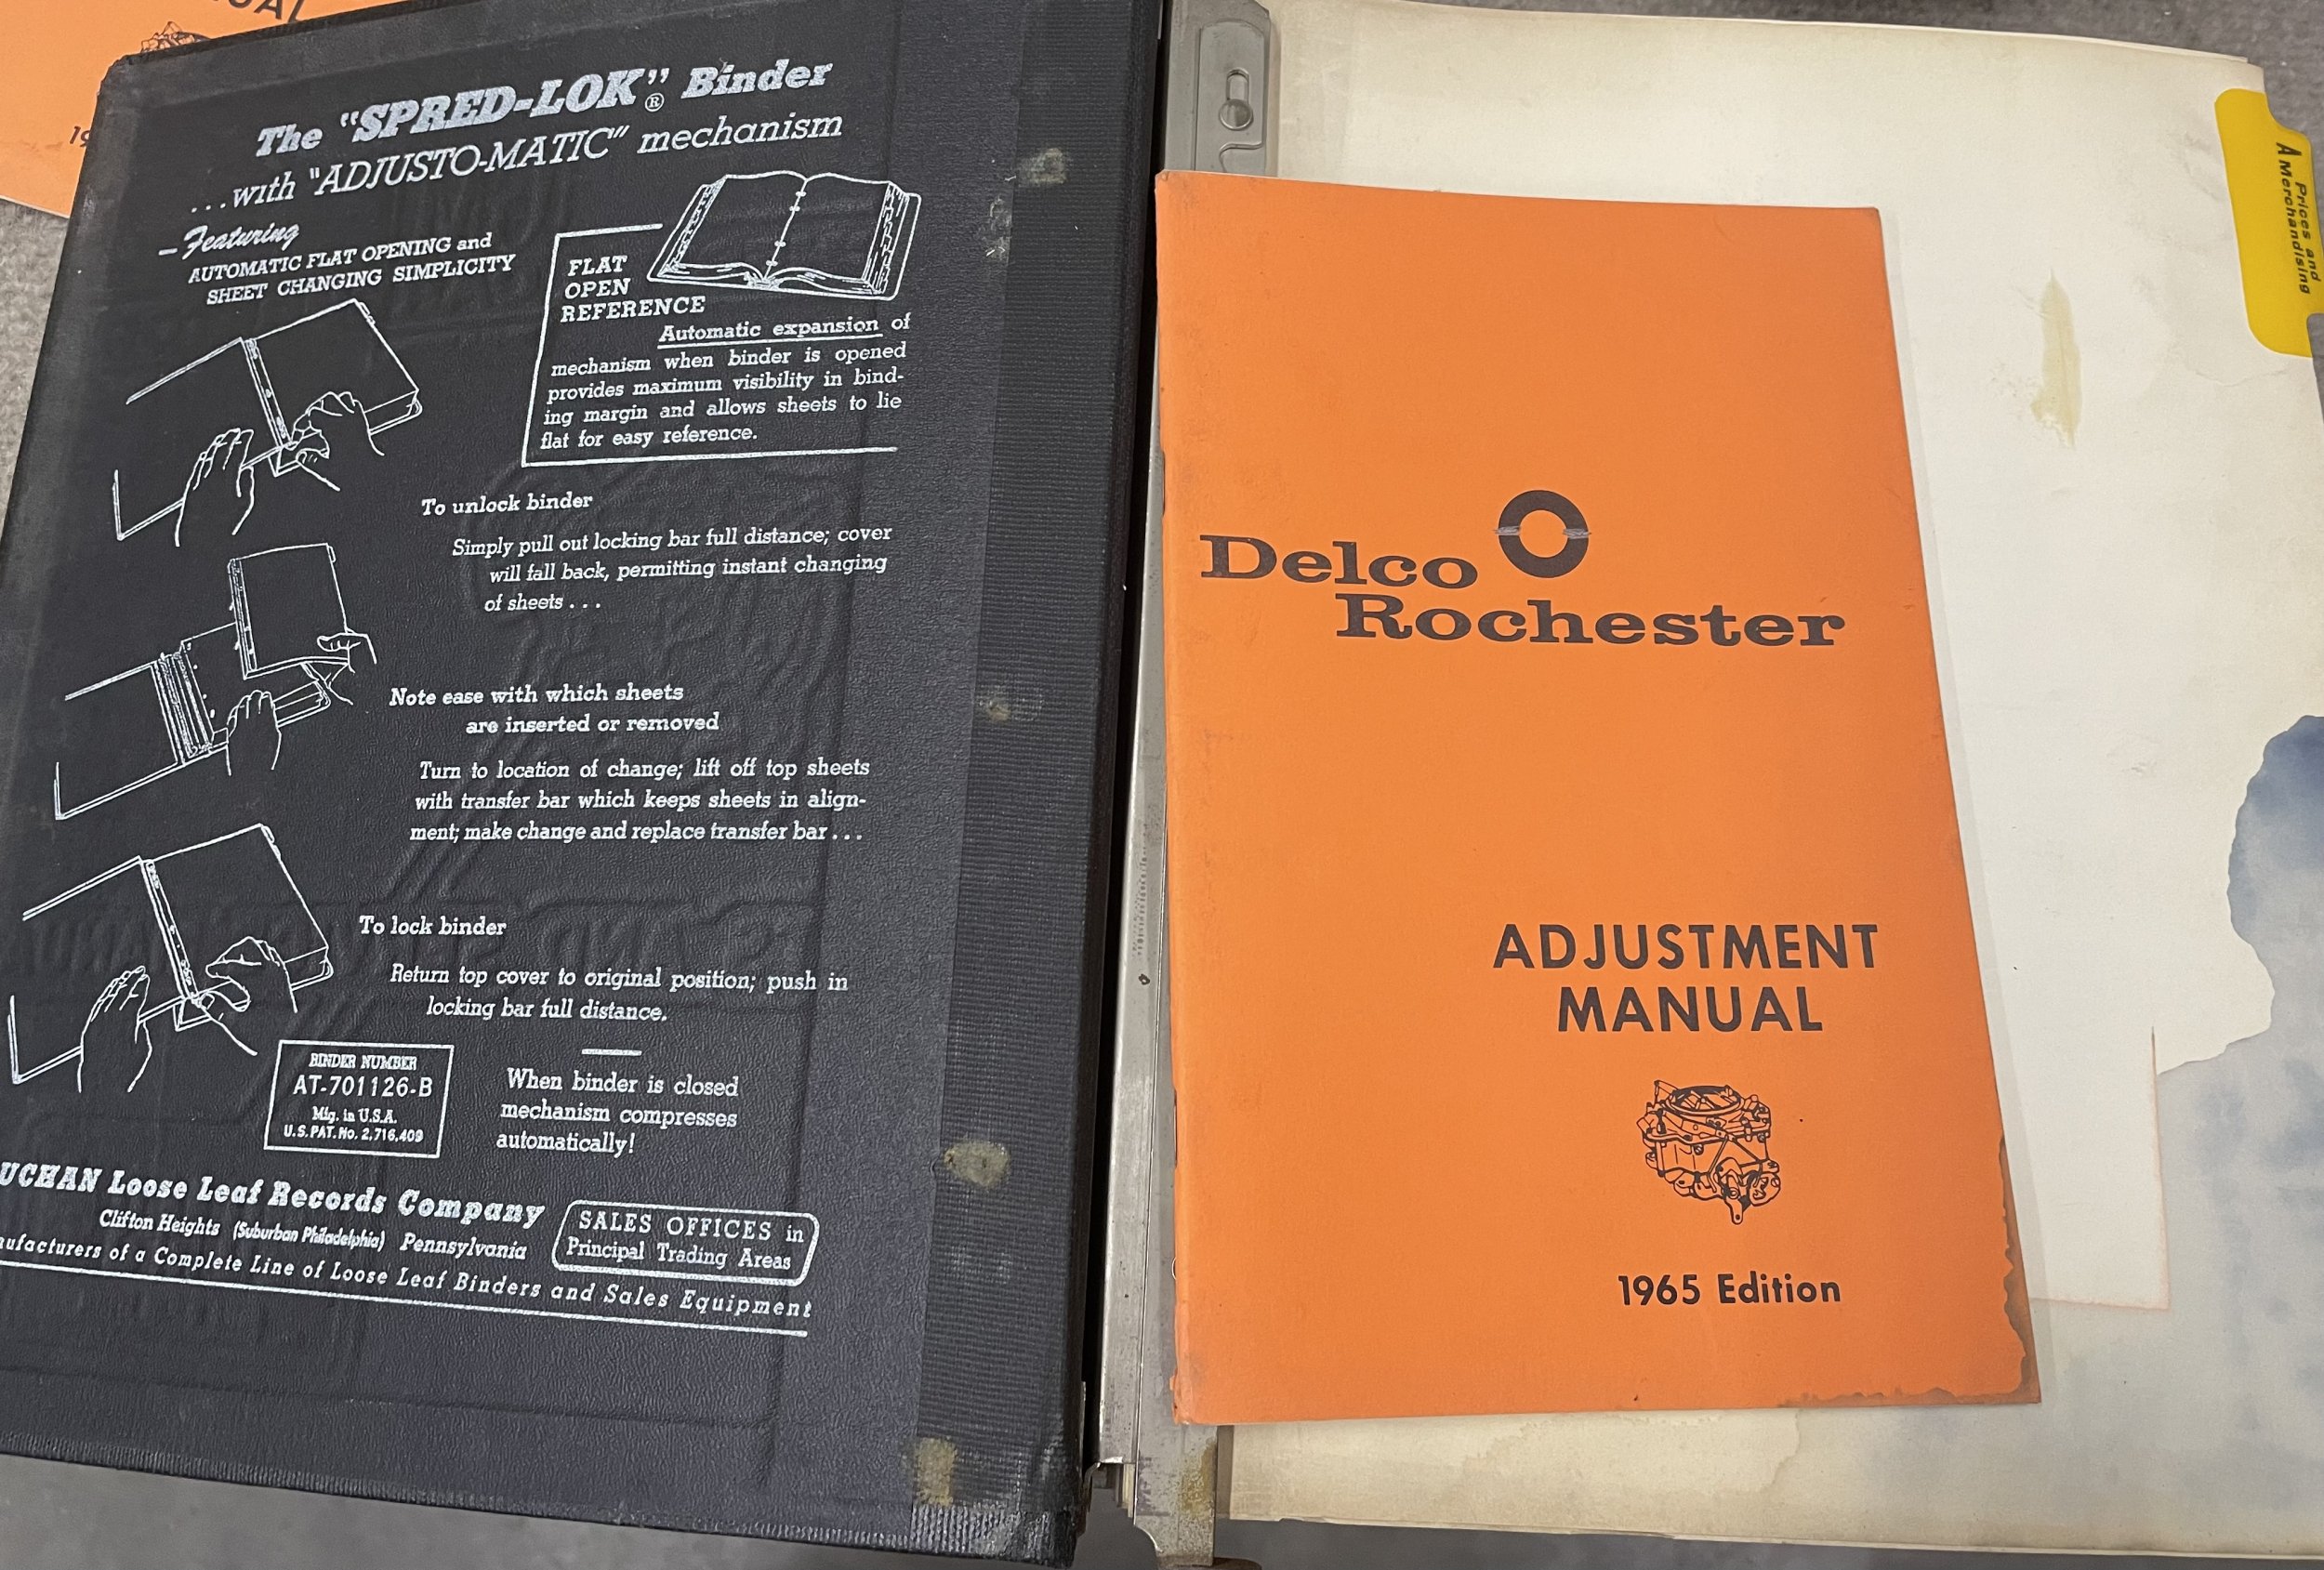 The "SPRED-LOK"® Binder
...with "ADJUSTO-MATIC" mechanism
- Featuring
AUTOMATIC FLAT OPENING and
SHEET CHANGING SIMPLICITY
FLAT
OPEN
REFERENCE
Automatic expansion of
mechanism when binder is opened
provides maximum visibility in bind-
ing margin and allows sheets to lie
flat for easy reference.
To unlock binder
Simply pull out locking bar full distance; cover
will fall back, permitting instant changing
of sheets...
Note ease with which sheets
are inserted or removed
Turn to location of change; lift off top sheets
with transfer bar which keeps sheets in align-
ment; make change and replace transfer bar...
To lock binder
Return top cover to original position; push in
locking bar full distance.
BINDER NUMBER
AT-701126-B
Mfg. in U.S.A.
U.S. PAT. No. 2,716,409
When binder is closed
mechanism compresses
automatically!
UCHAN Loose Leaf Records Company
Clifton Heights (Suburban Philadelphia) Pennsylvania
ufacturers of a Complete Line of Loose Leaf Binders and Sales Equipment
SALES OFFICES in
Principal Trading Areas
Delco
Rochester
ADJUSTMENT
MANUAL
1965 Edition
A Prices and
Merchandising